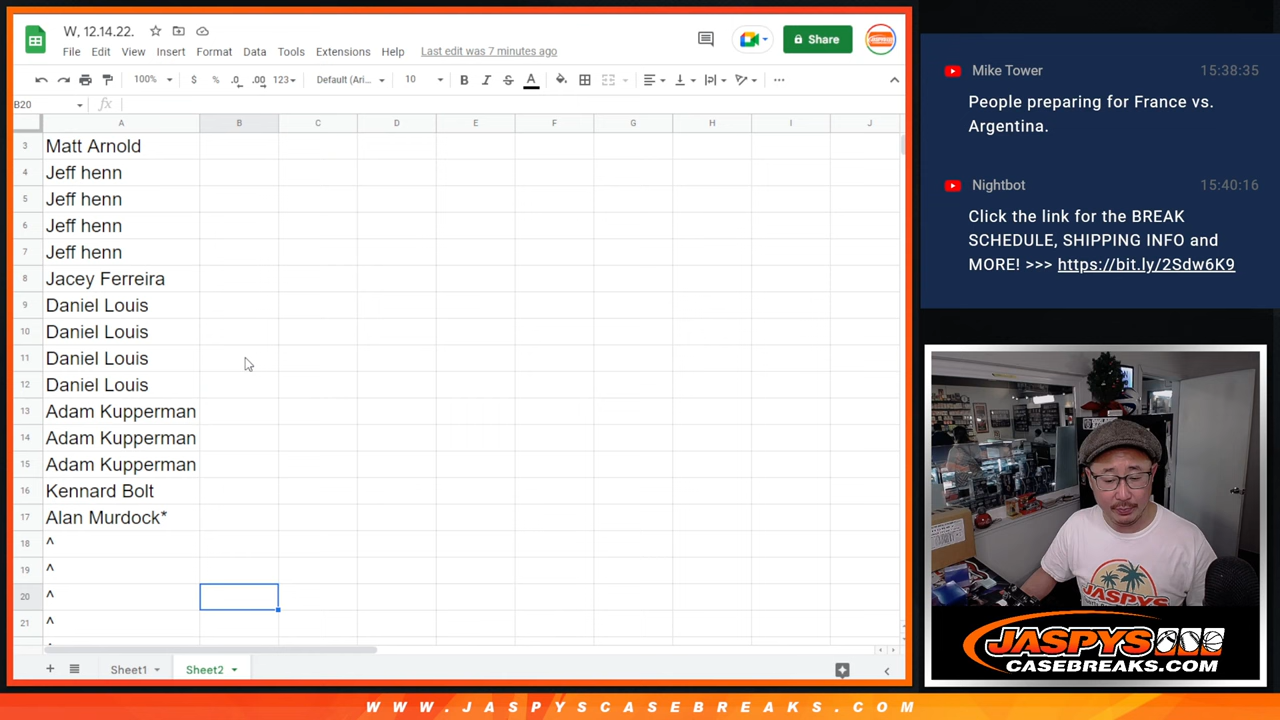 W, 12.14.22.
File Edit View Insert Format Data Tools Extensions Help Last edit was 7 minutes ago
Share
100% $ % .0 .00 123 Default (Ari... 10 B I S A
B20 fx
A B C D E F G H I J
3 Matt Arnold
4 Jeff henn
5 Jeff henn
6 Jeff henn
7 Jeff henn
8 Jacey Ferreira
9 Daniel Louis
10 Daniel Louis
11 Daniel Louis
12 Daniel Louis
13 Adam Kupperman
14 Adam Kupperman
15 Adam Kupperman
16 Kennard Bolt
17 Alan Murdock*
18 ^
19 ^
20 ^
21 ^
Sheet1 Sheet2
Mike Tower 15:38:35
People preparing for France vs.
Argentina.
Nightbot 15:40:16
Click the link for the BREAK
SCHEDULE, SHIPPING INFO and
MORE! >>> https://bit.ly/2Sdw6K9
JASPYS
JASPYS
CASEBREAKS.COM
WWW.JASPYSCASEBREAKS.COM